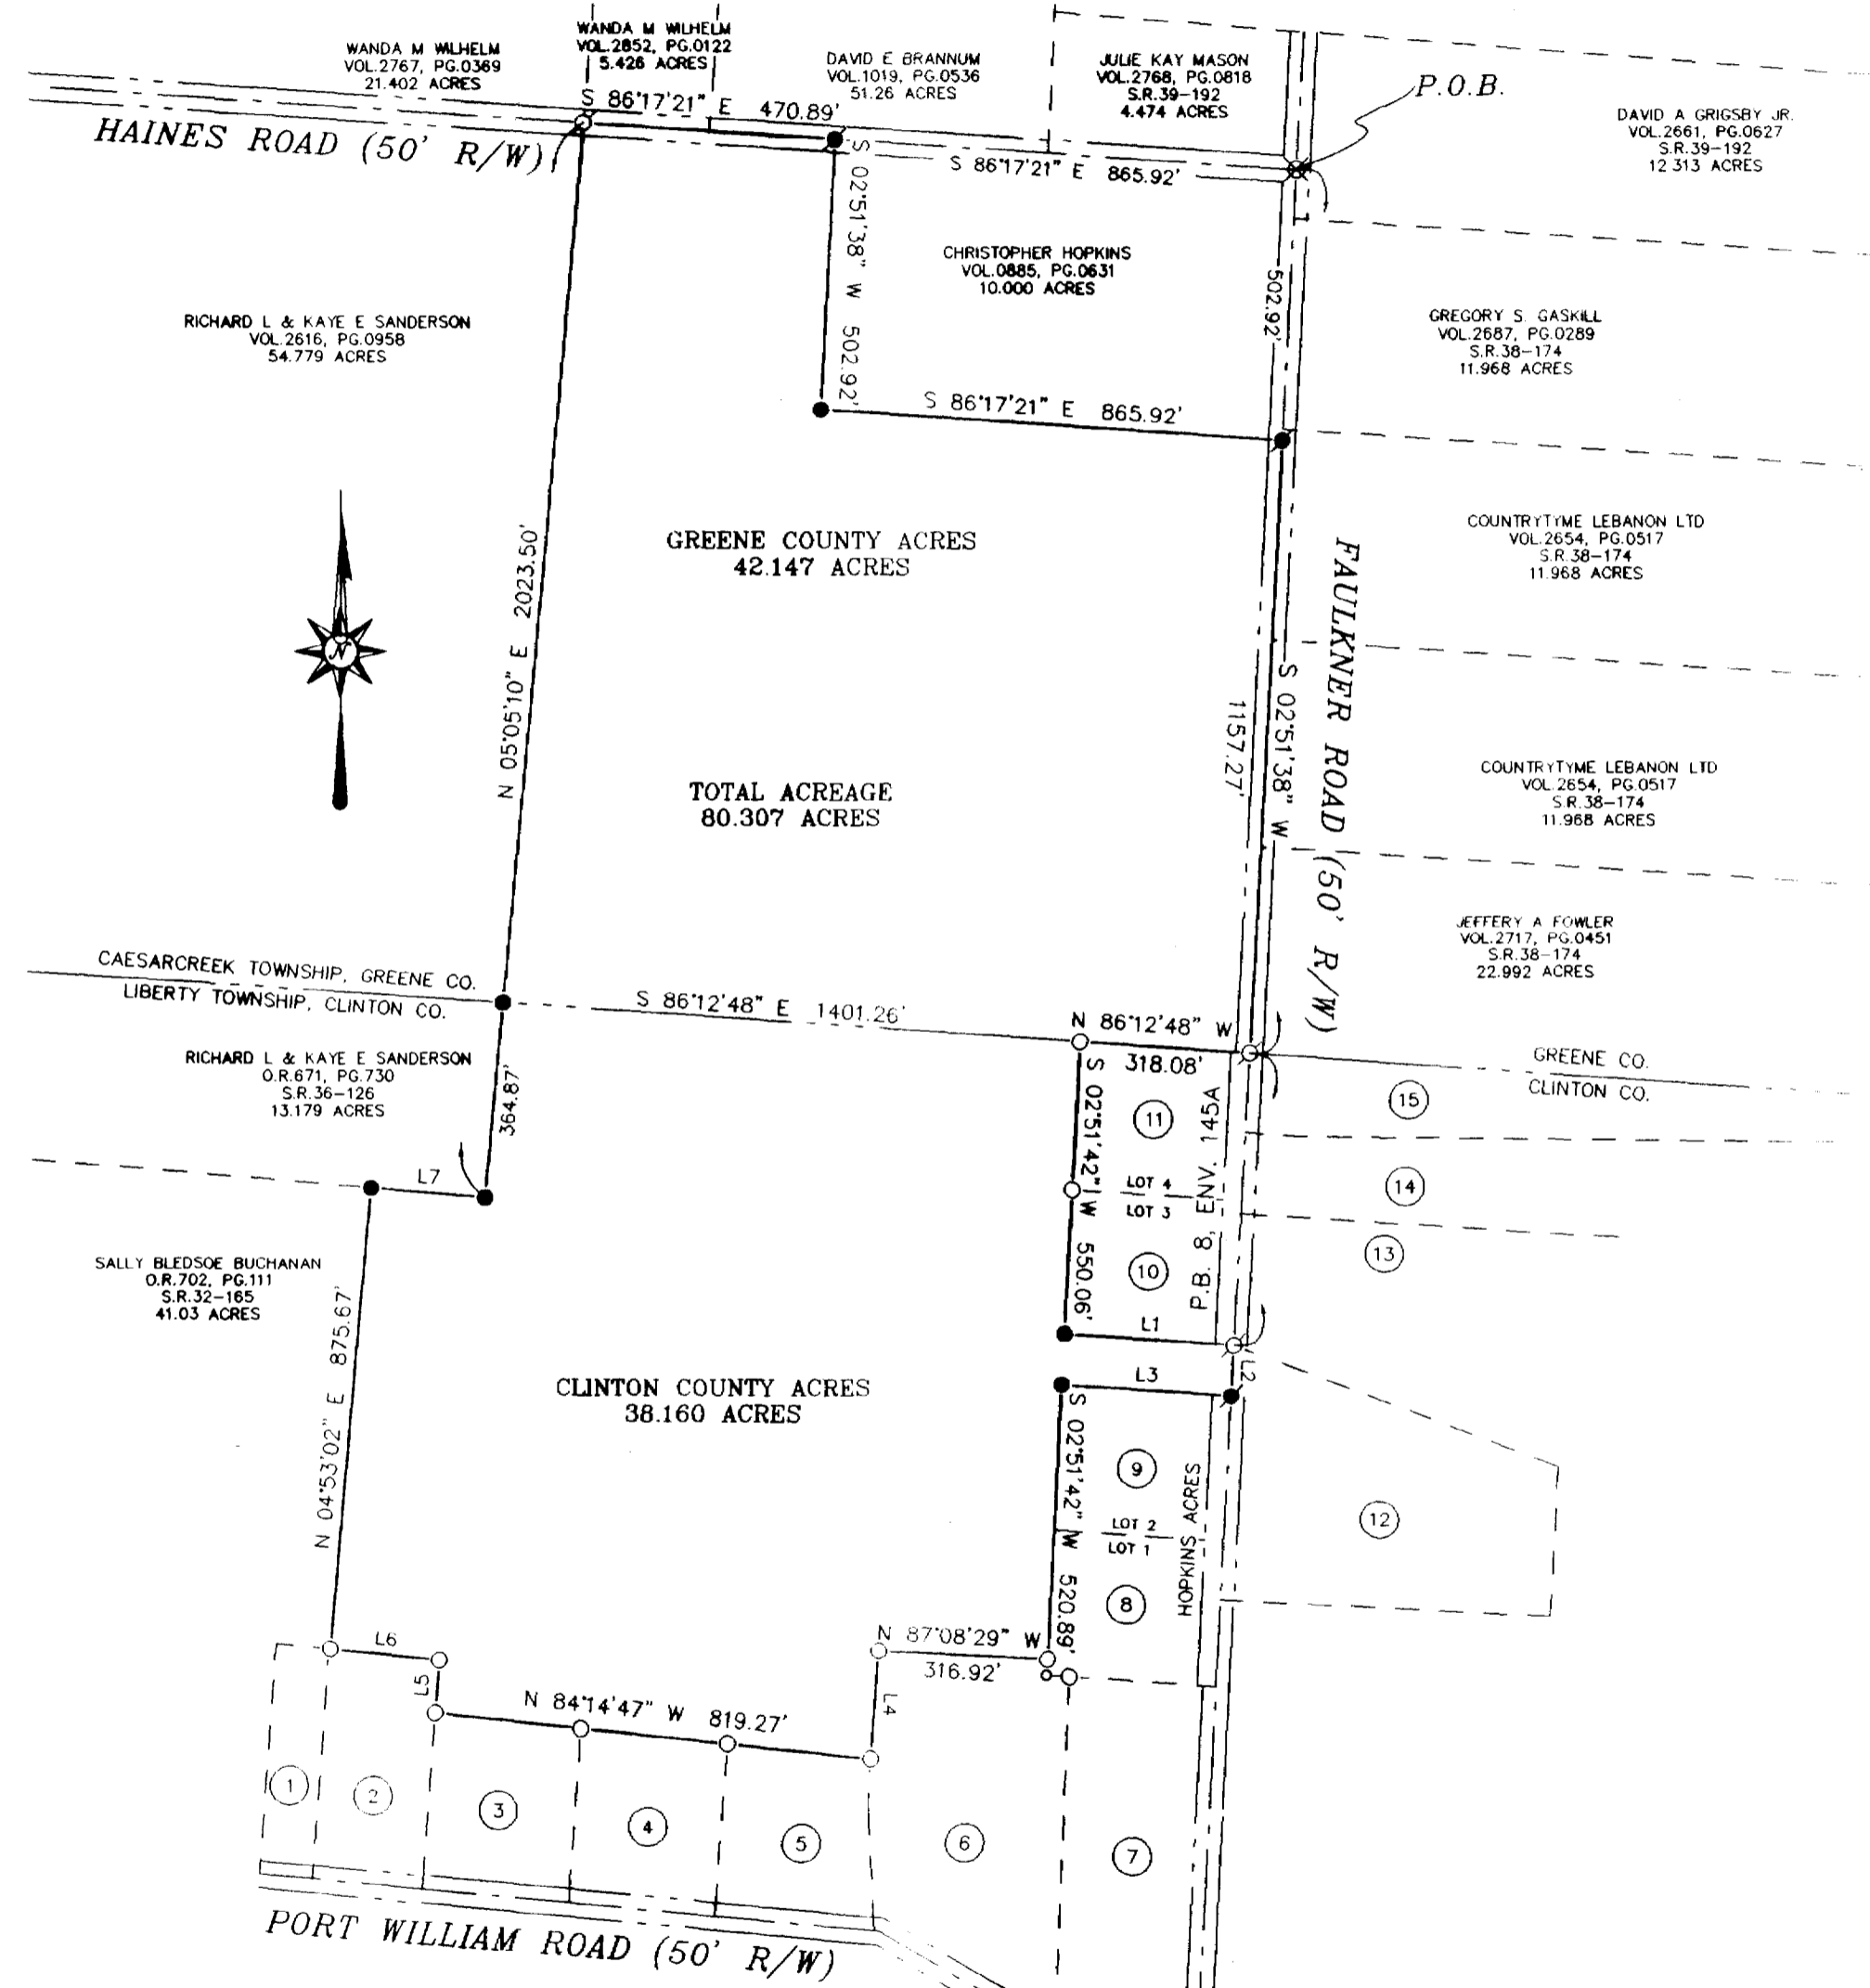 WANDA M WILHELM
VOL.2767, PG.0369
21.402 ACRES
WANDA M WILHELM
VOL.2852, PG.0122
5.426 ACRES
DAVID E BRANNUM
VOL.1019, PG.0536
51.26 ACRES
JULIE KAY MASON
VOL.2768, PG.0818
S.R.39-192
4.474 ACRES
P.O.B.
DAVID A GRIGSBY JR.
VOL.2661, PG.0627
S.R.39-192
12.313 ACRES
HAINES ROAD (50' R/W)
S 86°17'21" E 470.89'
S 86°17'21" E 865.92'
S 02°51'38" W 502.92'
CHRISTOPHER HOPKINS
VOL.0885, PG.0631
10.000 ACRES
502.92'
RICHARD L & KAYE E SANDERSON
VOL.2616, PG.0958
54.779 ACRES
GREGORY S. GASKILL
VOL.2687, PG.0289
S.R.38-174
11.968 ACRES
S 86°17'21" E 865.92'
GREENE COUNTY ACRES
42.147 ACRES
COUNTRYTYME LEBANON LTD
VOL.2654, PG.0517
S.R.38-174
11.968 ACRES
N
N 05°05'10" E 2023.50'
FAULKNER ROAD (50' R/W)
S 02°51'38" W
1157.27'
TOTAL ACREAGE
80.307 ACRES
COUNTRYTYME LEBANON LTD
VOL.2654, PG.0517
S.R.38-174
11.968 ACRES
JEFFERY A FOWLER
VOL.2717, PG.0451
S.R.38-174
22.992 ACRES
CAESARCREEK TOWNSHIP, GREENE CO.
LIBERTY TOWNSHIP, CLINTON CO.
S 86°12'48" E 1401.26'
N 86°12'48" W
318.08'
GREENE CO.
CLINTON CO.
RICHARD L & KAYE E SANDERSON
O.R.671, PG.730
S.R.36-126
13.179 ACRES
364.87'
L7
S 02°51'42" W 550.06'
11
LOT 4
LOT 3
10
P.B. 8, ENV. 145A
15
14
13
L1
L2
L3
SALLY BLEDSOE BUCHANAN
O.R.702, PG.111
S.R.32-165
41.03 ACRES
N 04°53'02" E 875.67'
CLINTON COUNTY ACRES
38.160 ACRES
S 02°51'42" W 520.89'
9
LOT 2
LOT 1
8
HOPKINS ACRES
12
L6
L5
N 84°14'47" W 819.27'
L4
N 87°08'29" W
316.92'
1
2
3
4
5
6
7
PORT WILLIAM ROAD (50' R/W)